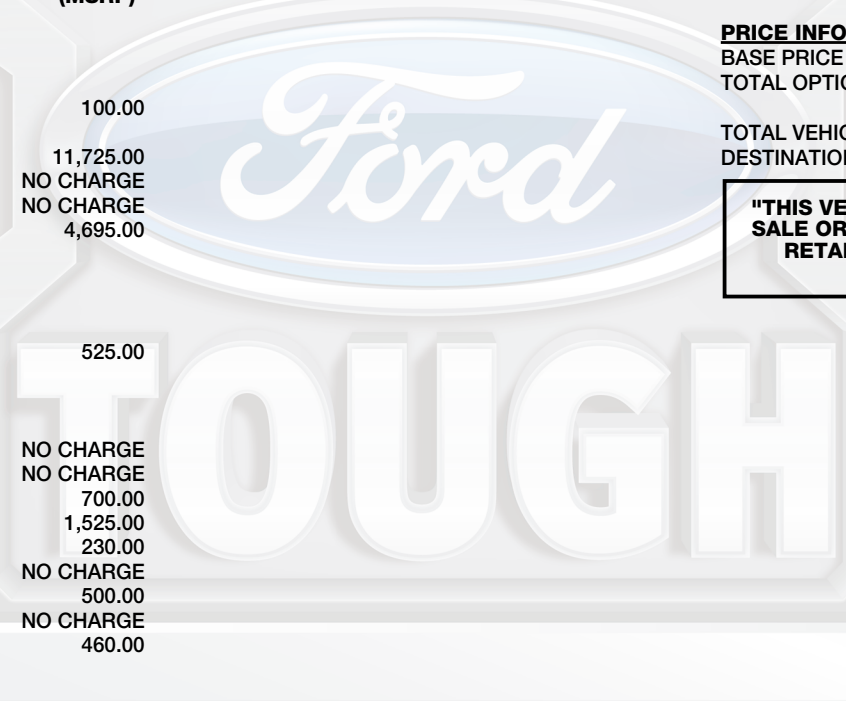 (MSRP)
100.00
11,725.00
NO CHARGE
NO CHARGE
4,695.00
525.00
NO CHARGE
NO CHARGE
700.00
1,525.00
230.00
NO CHARGE
500.00
NO CHARGE
460.00
PRICE INFO
BASE PRICE
TOTAL OPTIO
TOTAL VEHIC
DESTINATION
"THIS VE
SALE OR
RETAI
Ford
TOUGH